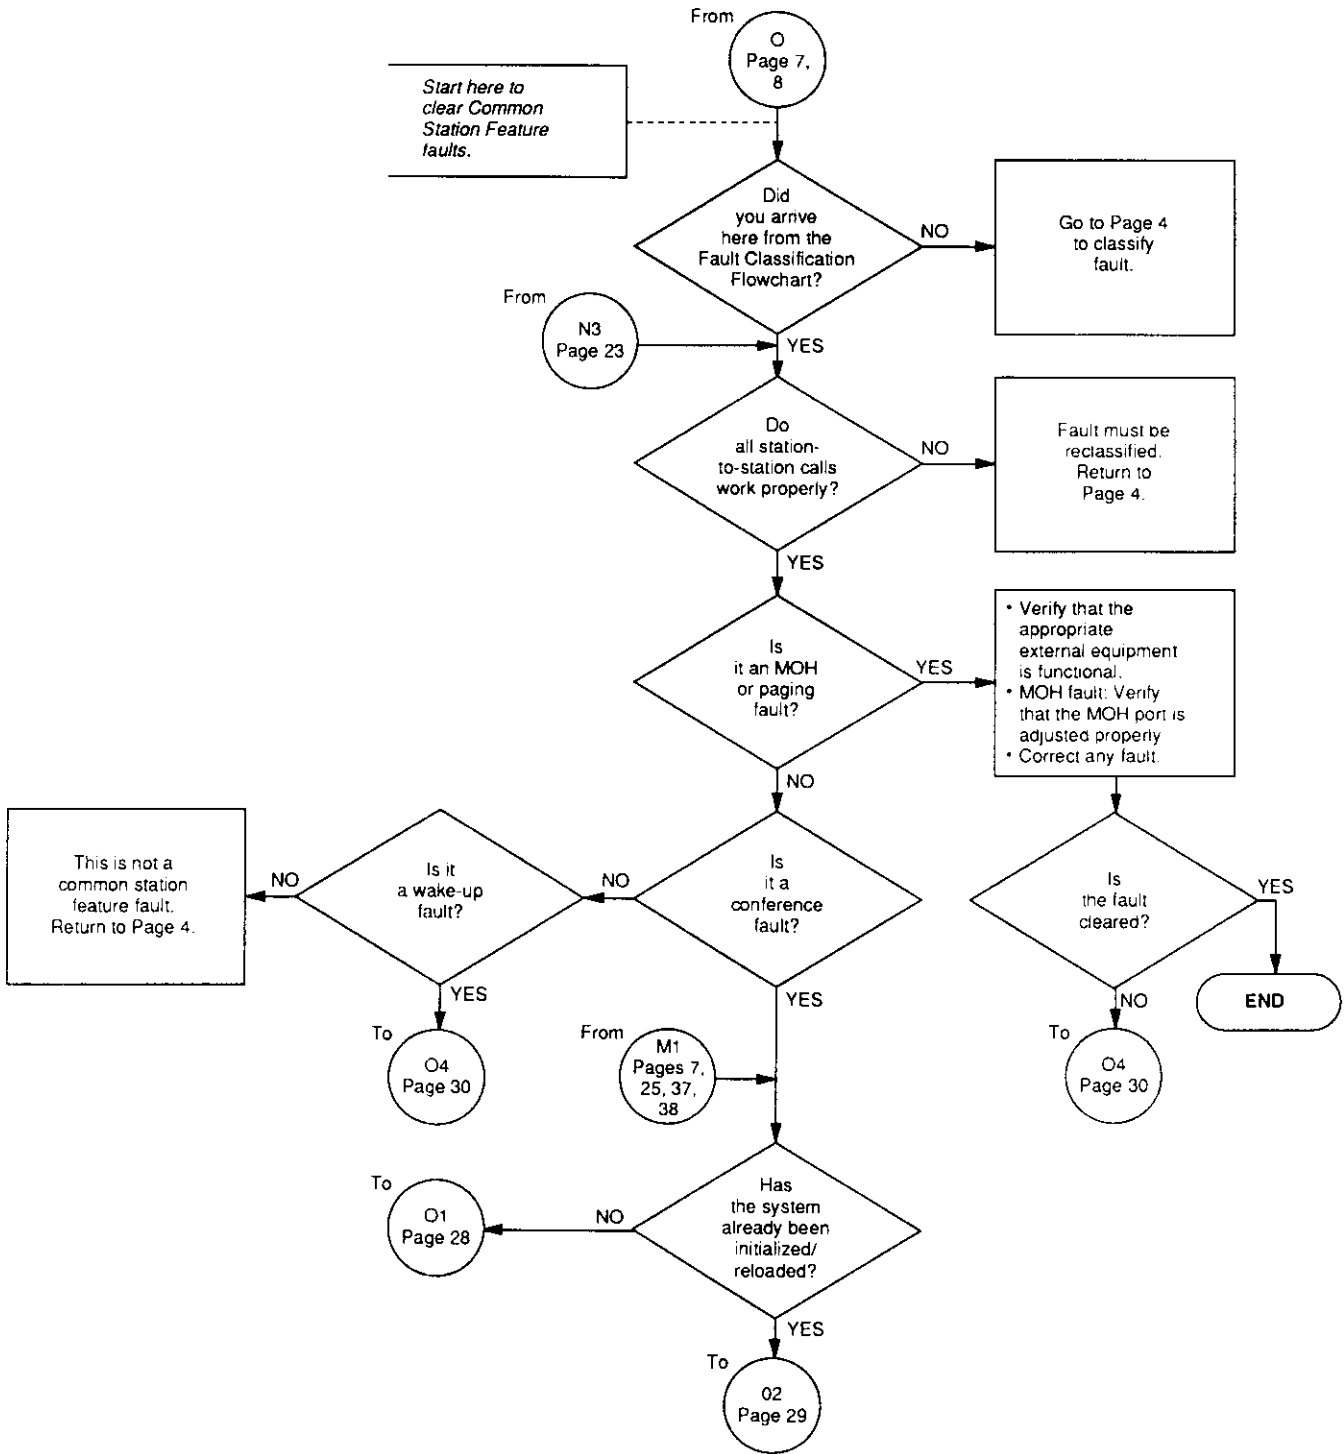 From
O
Page 7,
8
Start here to
clear Common
Station Feature
faults.
Did
you arrive
here from the
Fault Classification
Flowchart?
NO
Go to Page 4
to classify
fault.
From
N3
Page 23
YES
Do
all station-
to-station calls
work properly?
NO
Fault must be
reclassified.
Return to
Page 4.
YES
Is
it an MOH
or paging
fault?
YES
• Verify that the
appropriate
external equipment
is functional.
• MOH fault: Verify
that the MOH port is
adjusted properly
• Correct any fault.
NO
This is not a
common station
feature fault.
Return to Page 4.
NO
Is it
a wake-up
fault?
NO
Is
it a
conference
fault?
Is
the fault
cleared?
YES
END
YES
To
O4
Page 30
YES
From
M1
Pages 7,
25, 37,
38
NO
To
O4
Page 30
To
O1
Page 28
NO
Has
the system
already been
initialized/
reloaded?
YES
To
02
Page 29